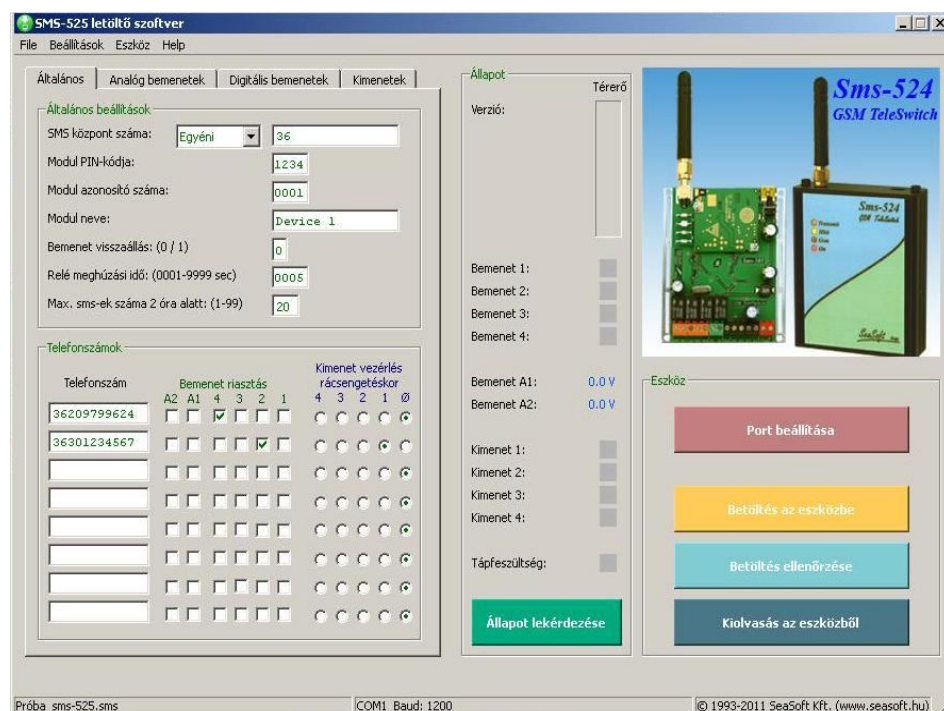 SMS-525 letöltő szoftver
File Beállítások Eszköz Help
Általános Analóg bemenetek Digitális bemenetek Kimenetek
Általános beállítások
SMS központ száma: Egyéni 36
Modul PIN-kódja: 1234
Modul azonosító száma: 0001
Modul neve: Device 1
Bemenet visszaállás: (0 / 1) 0
Relé meghúzási idő: (0001-9999 sec) 0005
Max. sms-ek száma 2 óra alatt: (1-99) 20
Telefonszámok
Telefonszám
Bemenet riasztás
Kimenet vezérlés
rácsengetéskor
A2 A1 4 3 2 1 4 3 2 1 Ø
36209799624
36301234567
Állapot
Térerő
Verzió:
Bemenet 1:
Bemenet 2:
Bemenet 3:
Bemenet 4:
Bemenet A1: 0.0 V
Bemenet A2: 0.0 V
Kimenet 1:
Kimenet 2:
Kimenet 3:
Kimenet 4:
Tápfeszültség:
Állapot lekérdezése
Sms-524
GSM TeleSwitch
Sms-524
GSM TeleSwitch
SeaSoft
Eszköz
Port beállítása
Betöltés az eszközbe
Betöltés ellenőrzése
Kiolvasás az eszközből
Próba sms-525.sms
COM1 Baud: 1200
© 1993-2011 SeaSoft Kft. (www.seasoft.hu)